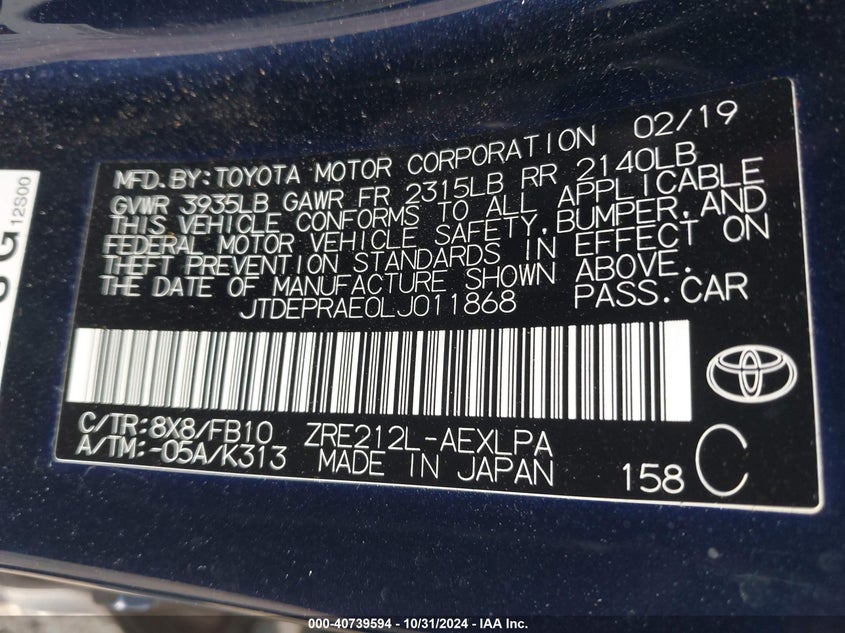 MFD.BY:TOYOTA MOTOR CORPORATION 02/19
GVWR 3935LB GAWR FR 2315LB RR 2140LB
THIS VEHICLE CONFORMS TO ALL APPLICABLE
FEDERAL MOTOR VEHICLE SAFETY,BUMPER,AND
THEFT PREVENTION STANDARDS IN EFFECT ON
THE DATE OF MANUFACTURE SHOWN ABOVE.
JTDEPRAE0LJ011868 PASS.CAR
C/TR:8X8/FB10 ZRE212L-AEXLPA
A/TM:-05A/K313 MADE IN JAPAN 158 C
G 12S00
000-40739594 - 10/31/2024 - IAA Inc.